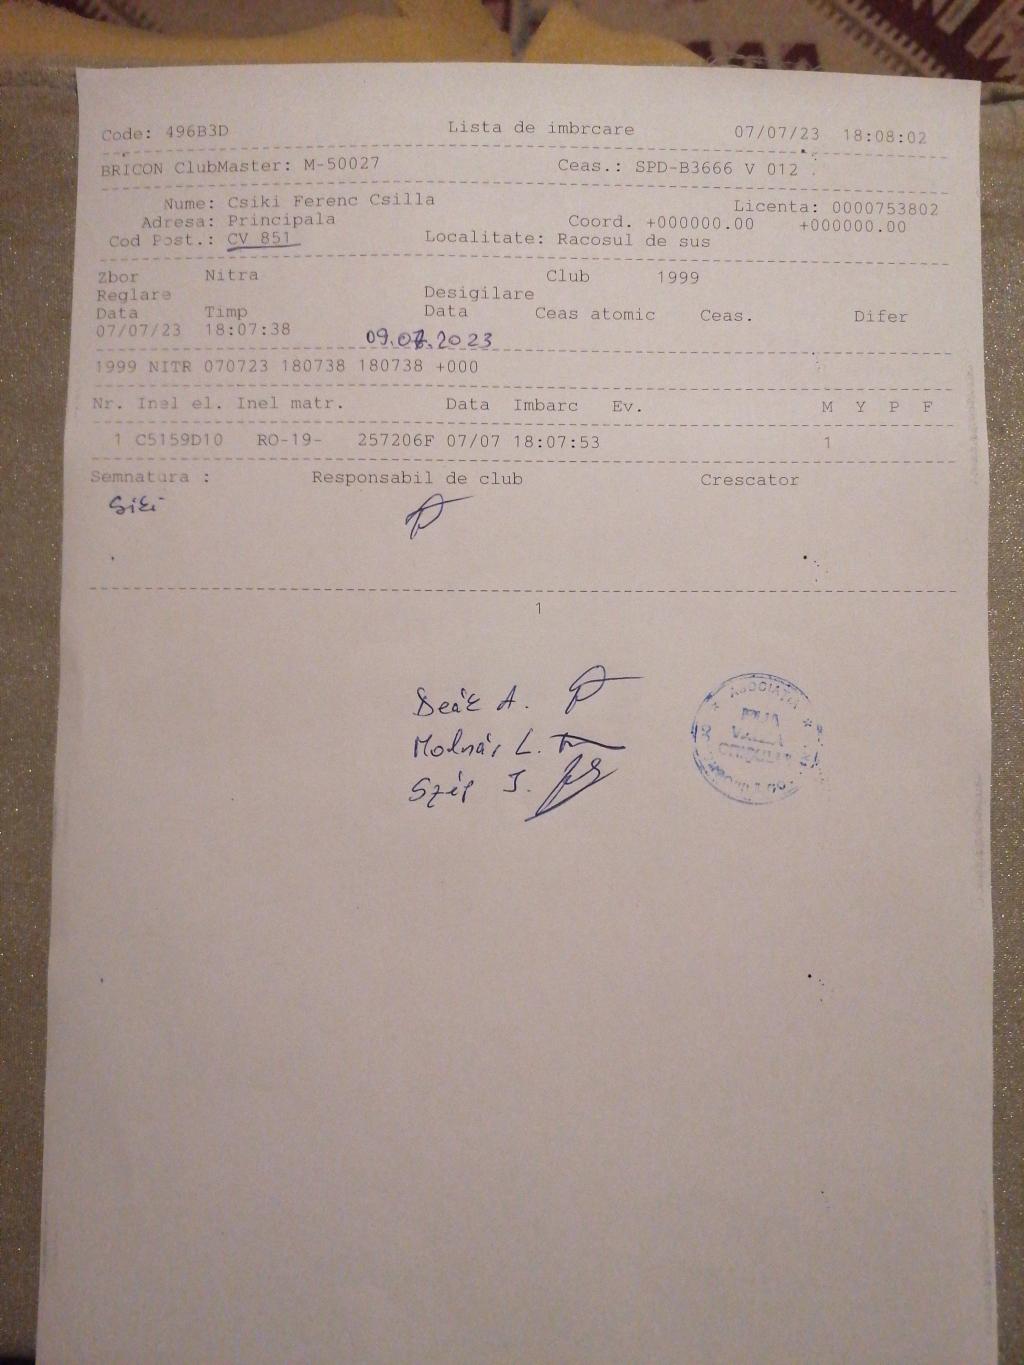 Code: 496B3D Lista de imbrcare 07/07/23 18:08:02
BRICON ClubMaster: M-50027 Ceas.: SPD-B3666 V 012
Nume: Csiki Ferenc Csilla Licenta: 0000753802
Adresa: Principala Coord. +000000.00 +000000.00
Cod Post.: CV 851 Localitate: Racosul de sus
Zbor Nitra Club 1999
Reglare Desigilare
Data Timp Data Ceas atomic Ceas. Difer
07/07/23 18:07:38 09.07.2023
1999 NITR 070723 180738 180738 +000
Nr. Inel el. Inel matr. Data Imbarc Ev. M Y P F
1 C5159D10 RO-19- 257206F 07/07 18:07:53 1
Semnatura : Responsabil de club Crescator
1
Deák A.
Molnár L.
Szép J.
ASOCIAȚIA